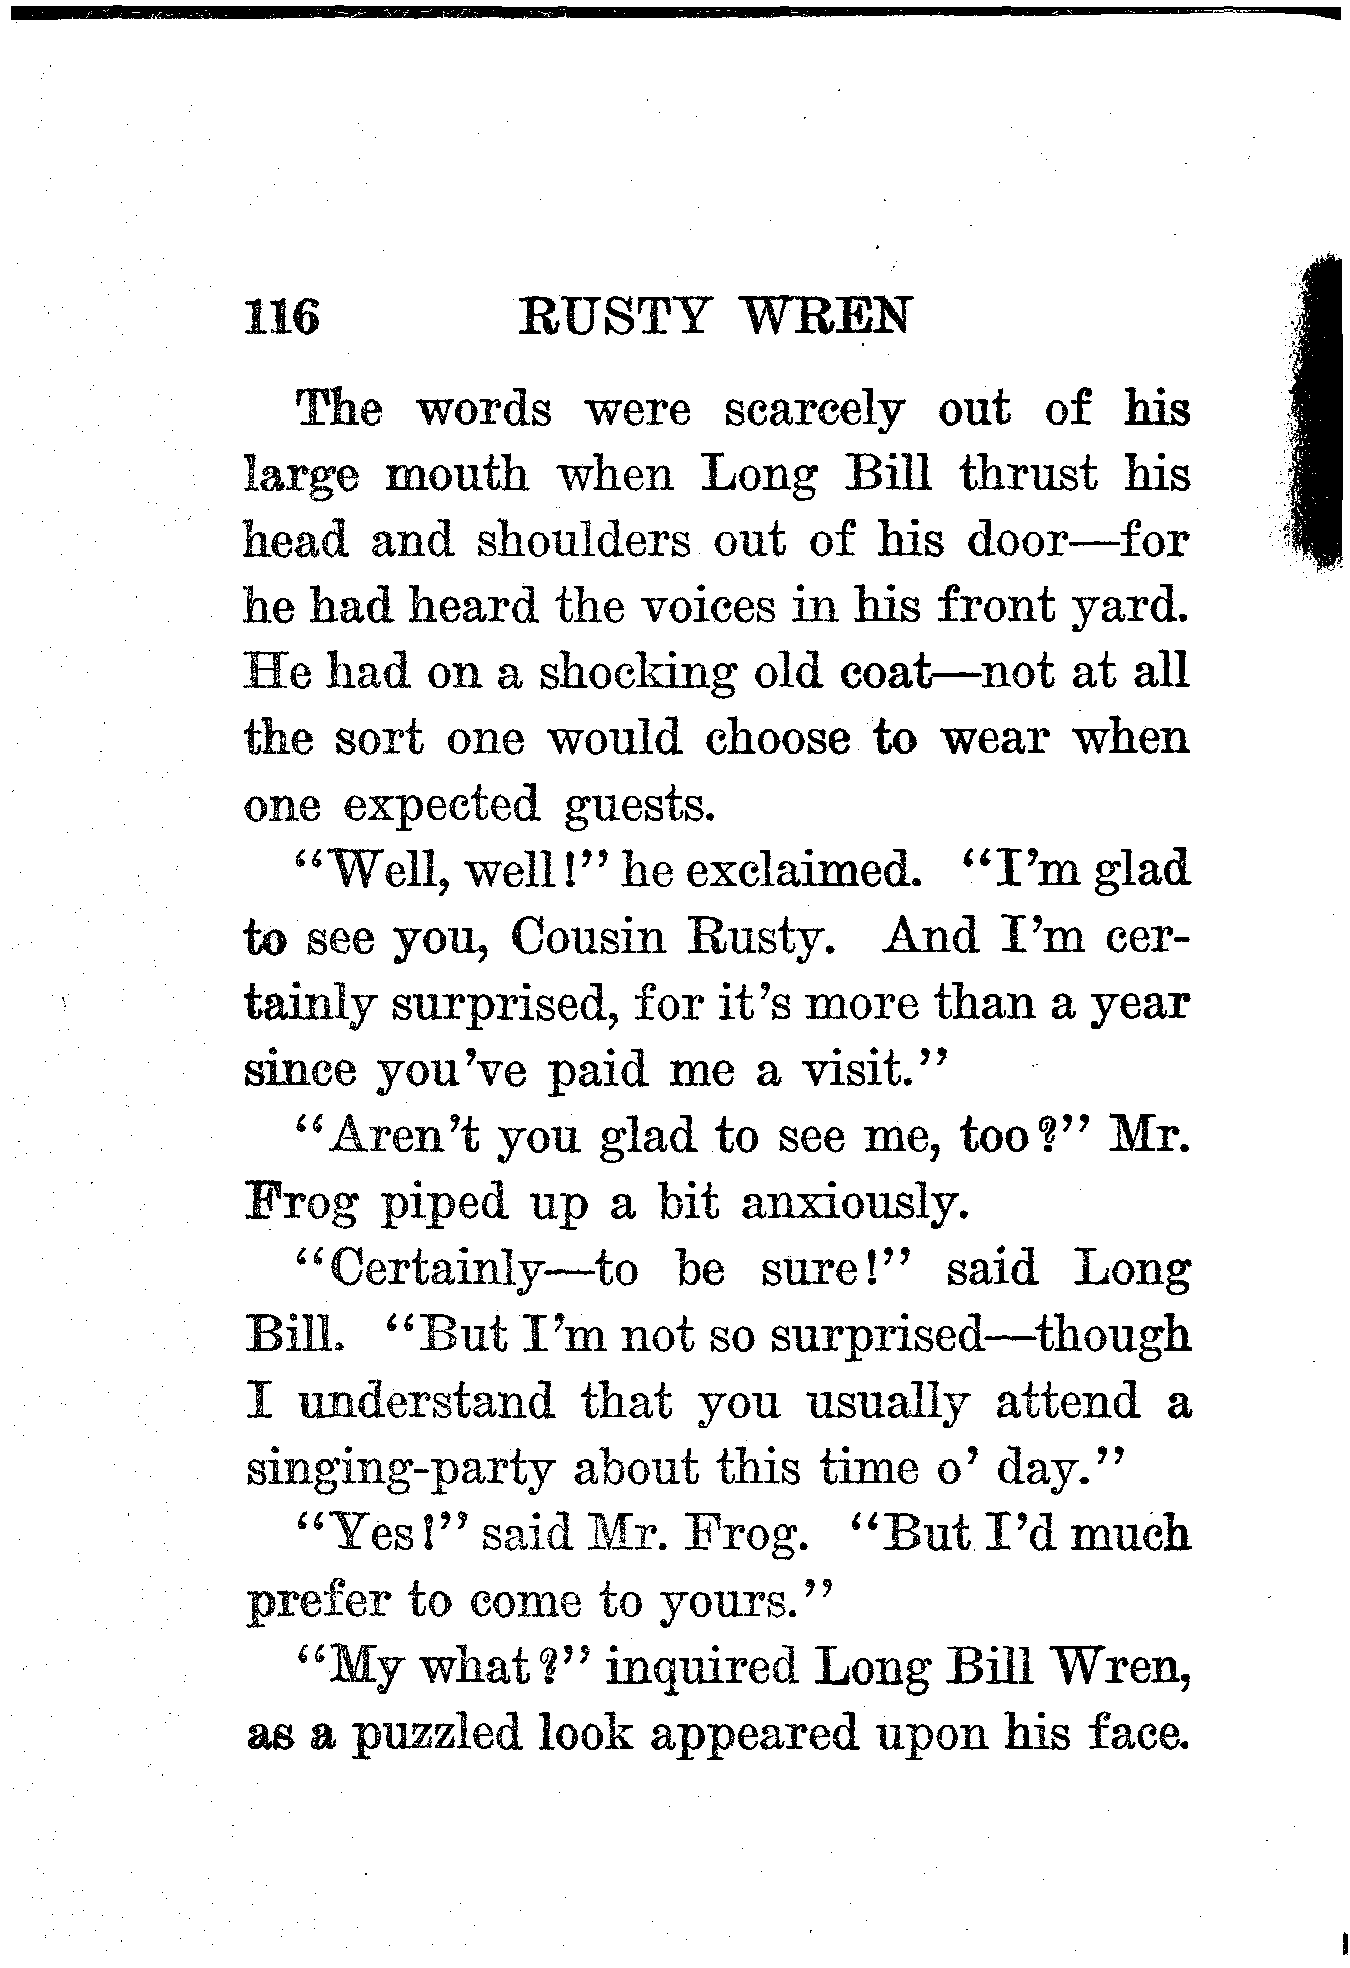 116 RUSTY WREN
The words were scarcely out of his
large mouth when Long Bill thrust his
head and shoulders out of his door—for
he had heard the voices in his front yard.
He had on a shocking old coat—not at all
the sort one would choose to wear when
one expected guests.
"Well, well!" he exclaimed. "I'm glad
to see you, Cousin Rusty. And I'm cer-
tainly surprised, for it's more than a year
since you've paid me a visit."
"Aren't you glad to see me, too?" Mr.
Frog piped up a bit anxiously.
"Certainly—to be sure!" said Long
Bill. "But I'm not so surprised—though
I understand that you usually attend a
singing-party about this time o' day."
"Yes!" said Mr. Frog. "But I'd much
prefer to come to yours."
"My what?" inquired Long Bill Wren,
as a puzzled look appeared upon his face.